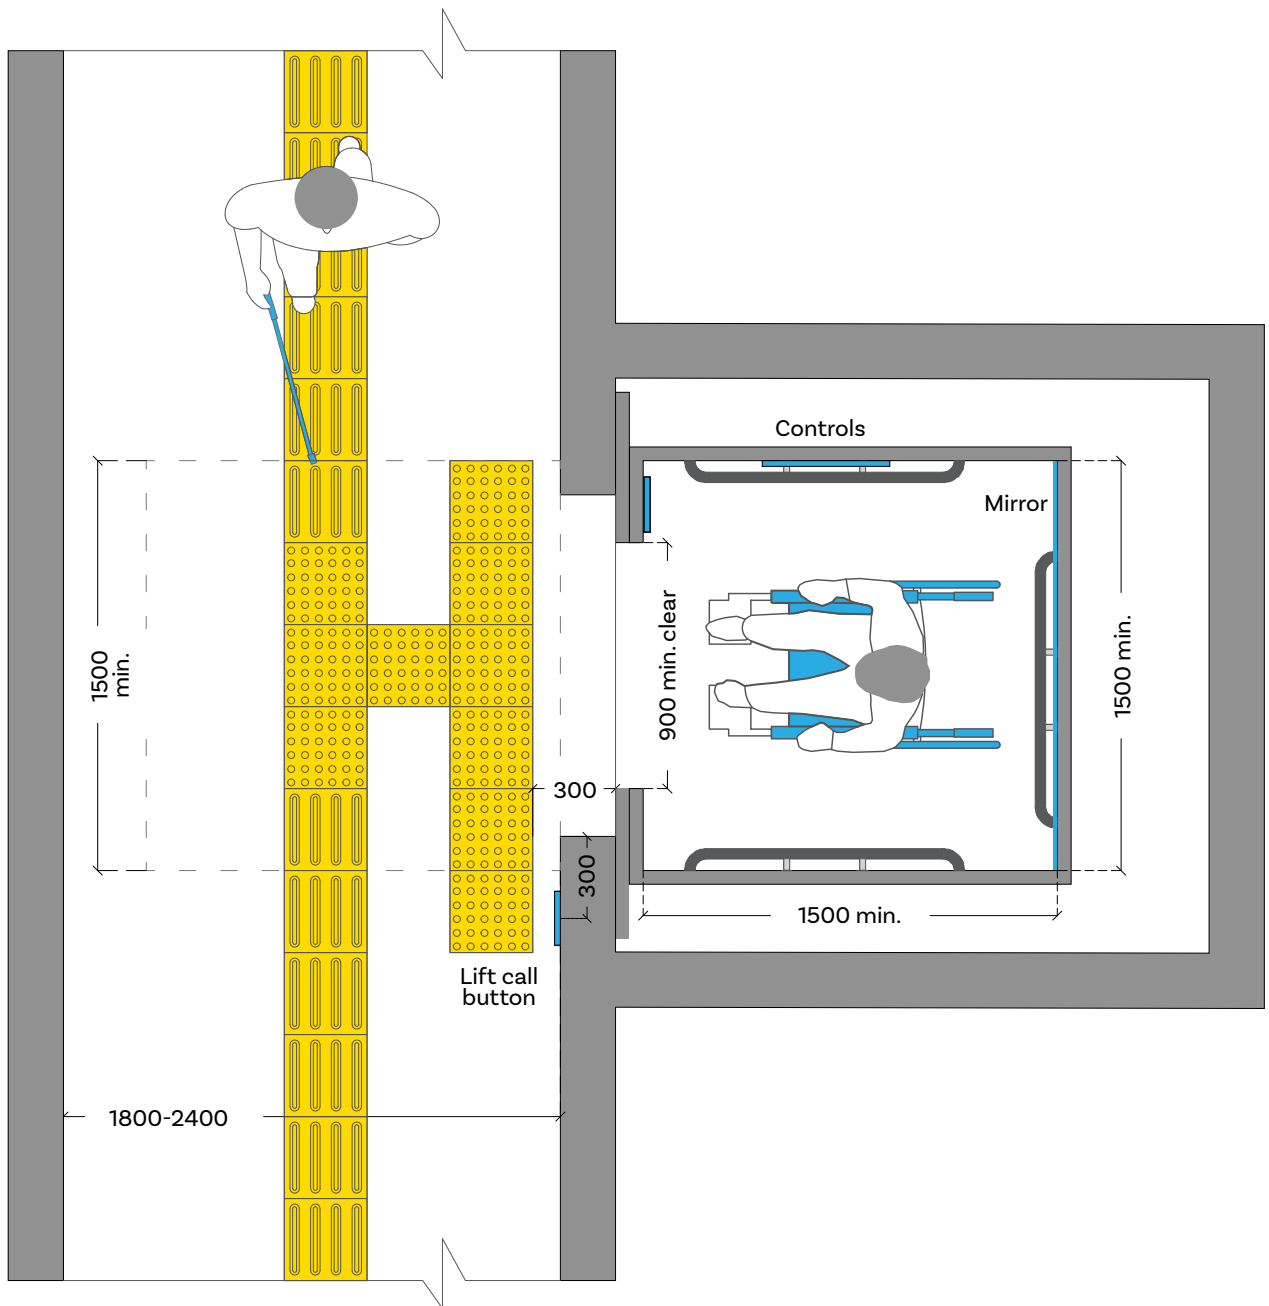 Controls
Mirror
1500
min.
900 min. clear
1500 min.
300
300
1500 min.
Lift call
button
1800-2400